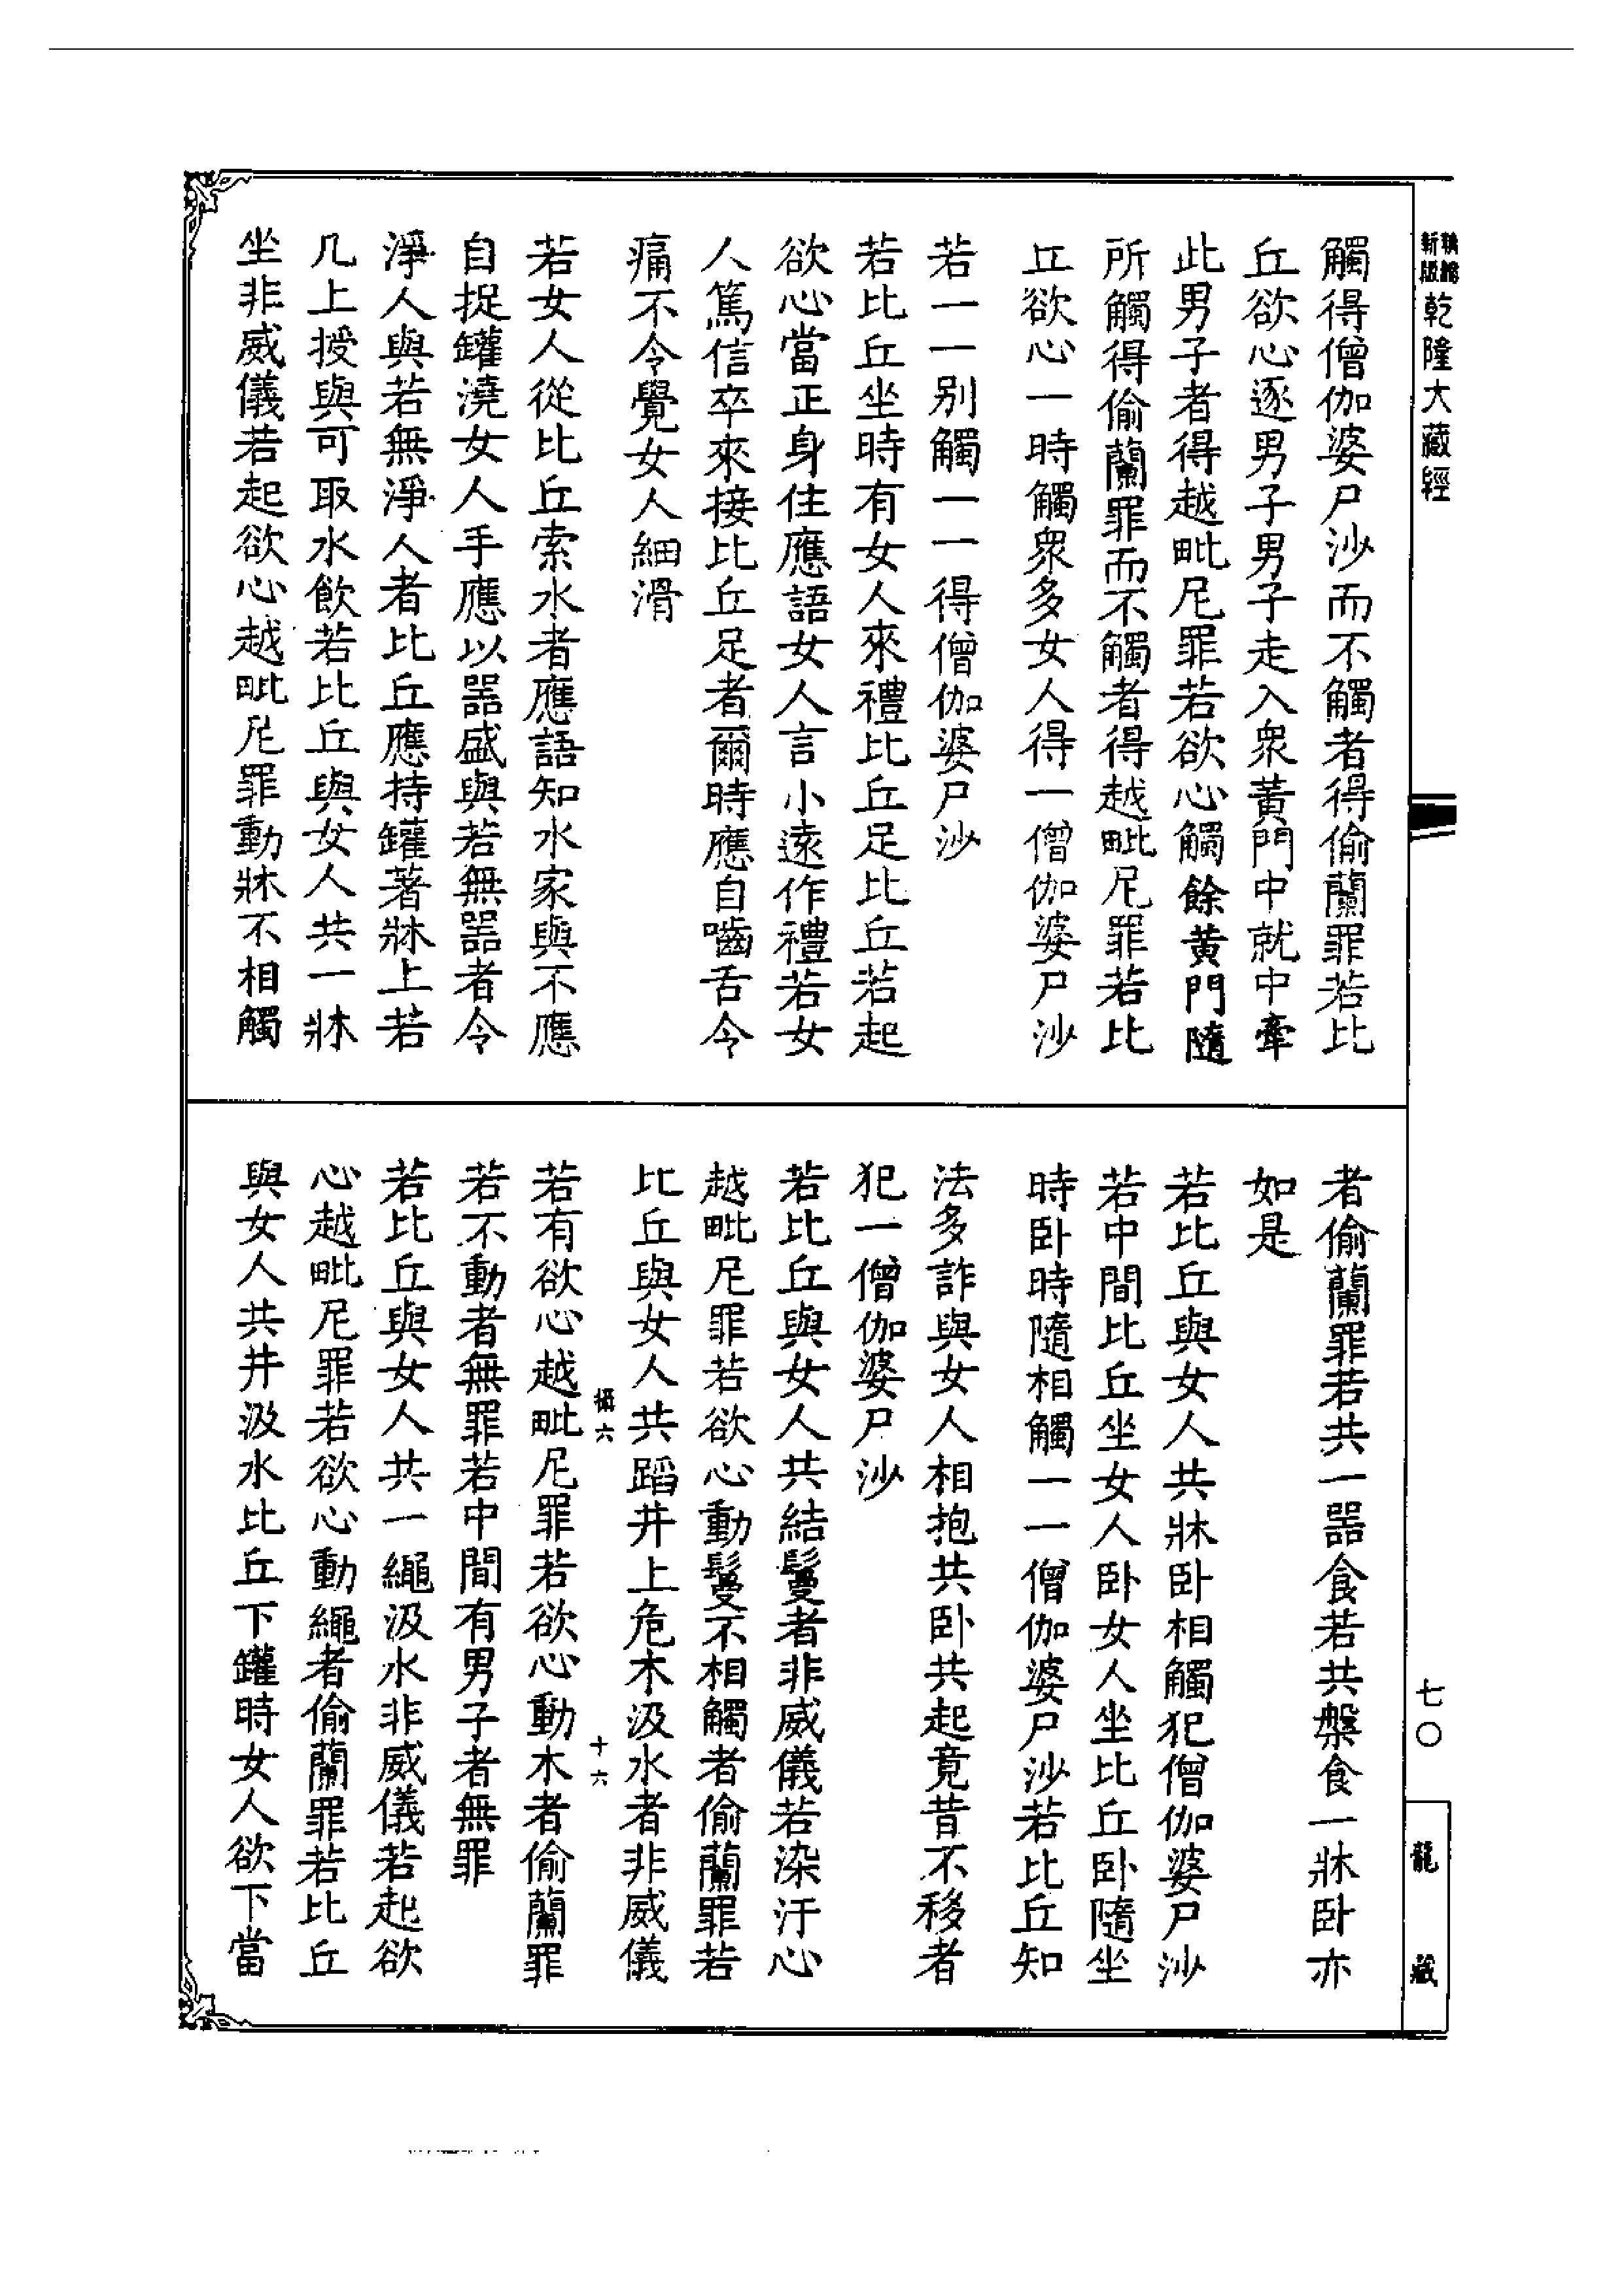 新版
乾隆大藏經
觸得僧伽婆尸沙而不觸者得偷蘭罪若比
丘欲心逐男子男子走入衆黃門中就中牽
此男子者得越毗尼罪若欲心觸餘黄門隨
所觸得偷蘭罪而不觸者得越毗尼罪若比
丘欲心一時觸衆多女人得一僧伽婆尸沙
若一一别觸一一得僧伽婆尸沙
若比丘坐時有女人來禮比丘足比丘若起
欲心當正身住應語女人言小遠作禮若女
人篤信卒來接比丘足者爾時應自嚙舌令
痛不令覺女人細滑
若女人從比丘索水者應語知水家與不應
自捉罐澆女人手應以器盛與若無器者令
淨人與若無淨人者比丘應持罐著牀上若
几上授與可取水飲若比丘與女人共一牀
坐非威儀若起欲心越毗尼罪動牀不相觸
者偷蘭罪若共一器食若共槃食一牀卧亦
如是
若比丘與女人共牀卧相觸犯僧伽婆尸沙
若中間比丘坐女人卧女人坐比丘卧隨坐
時卧時隨相觸一一僧伽婆尸沙若比丘知
法多詐與女人相抱共卧共起竟昔不移者
犯一僧伽婆尸沙
若比丘與女人共結鬘者非威儀若染汙心
越毗尼罪若欲心動鬘不相觸者偷蘭罪若
比丘與女人共蹈井上危木汲水者非威儀
若有欲心越毗尼罪若欲心動木者偷蘭罪
若不動者無罪若中間有男子者無罪
若比丘與女人共一繩汲水非威儀若起欲
心越毗尼罪若欲心動繩者偷蘭罪若比丘
與女人共井汲水比丘下罐時女人欲下當
六
十六
七〇
龍藏